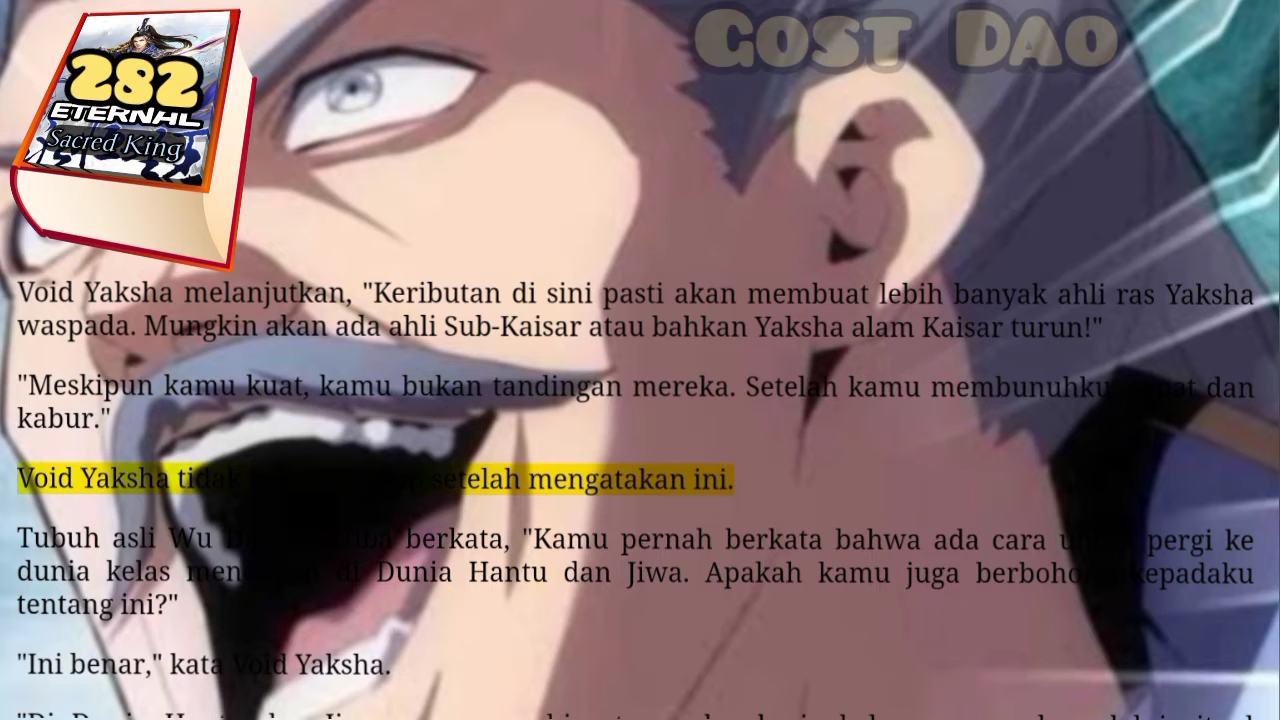 Gost Dao
282
ETERNAL
Sacred King
Void Yaksha melanjutkan, "Keributan di sini pasti akan membuat lebih banyak ahli ras Yaksha
waspada. Mungkin akan ada ahli Sub-Kaisar atau bahkan Yaksha alam Kaisar turun!"
"Meskipun kamu kuat, kamu bukan tandingan mereka. Setelah kamu membunuhku, dan
kabur."
Void Yaksha tidak setelah mengatakan ini.
Tubuh asli Wu berkata, "Kamu pernah berkata bahwa ada cara pergi ke
dunia kelas di Dunia Hantu dan Jiwa. Apakah kamu juga kepadaku
tentang ini?"
"Ini benar," kata Void Yaksha.